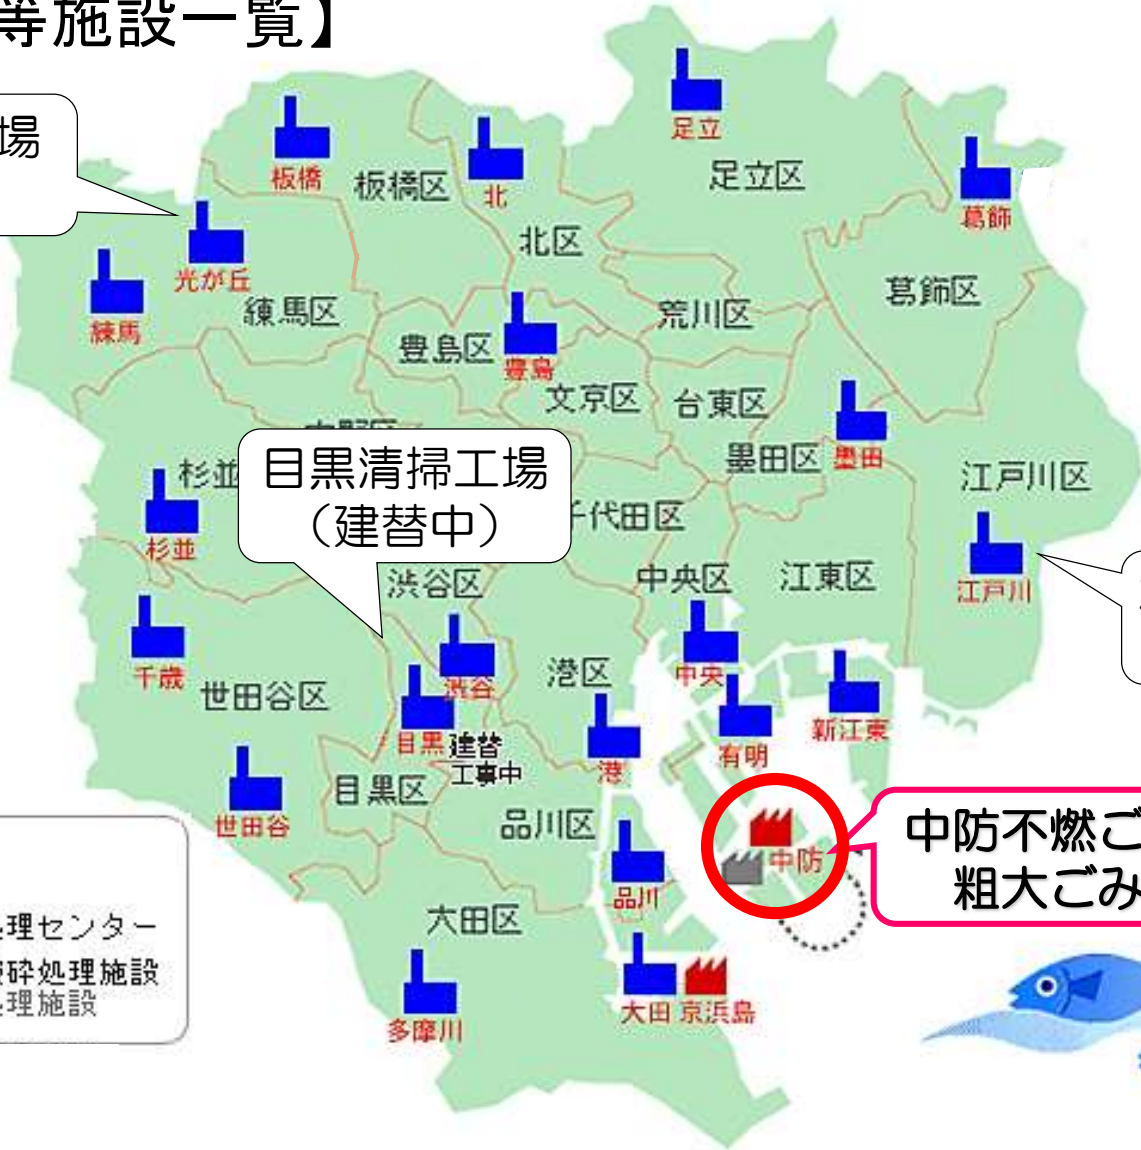 等施設一覧】
場
足立
板橋
板橋区
北
足立区
葛飾
北区
光が丘
練馬
練馬区
荒川区
葛飾区
豊島区
豊島
文京区
台東区
墨田区
墨田
江戸川区
杉並
目黒清掃工場
（建替中）
千代田区
杉並
渋谷区
中央区
江東区
江戸川
千歳
世田谷区
渋谷
港区
中央
新江東
目黒
建替
工事中
港
有明
目黒区
世田谷
品川区
中防不燃ご
粗大ごみ
中防
品川
大田区
処理センター
破砕処理施設
処理施設
大田
京浜島
多摩川